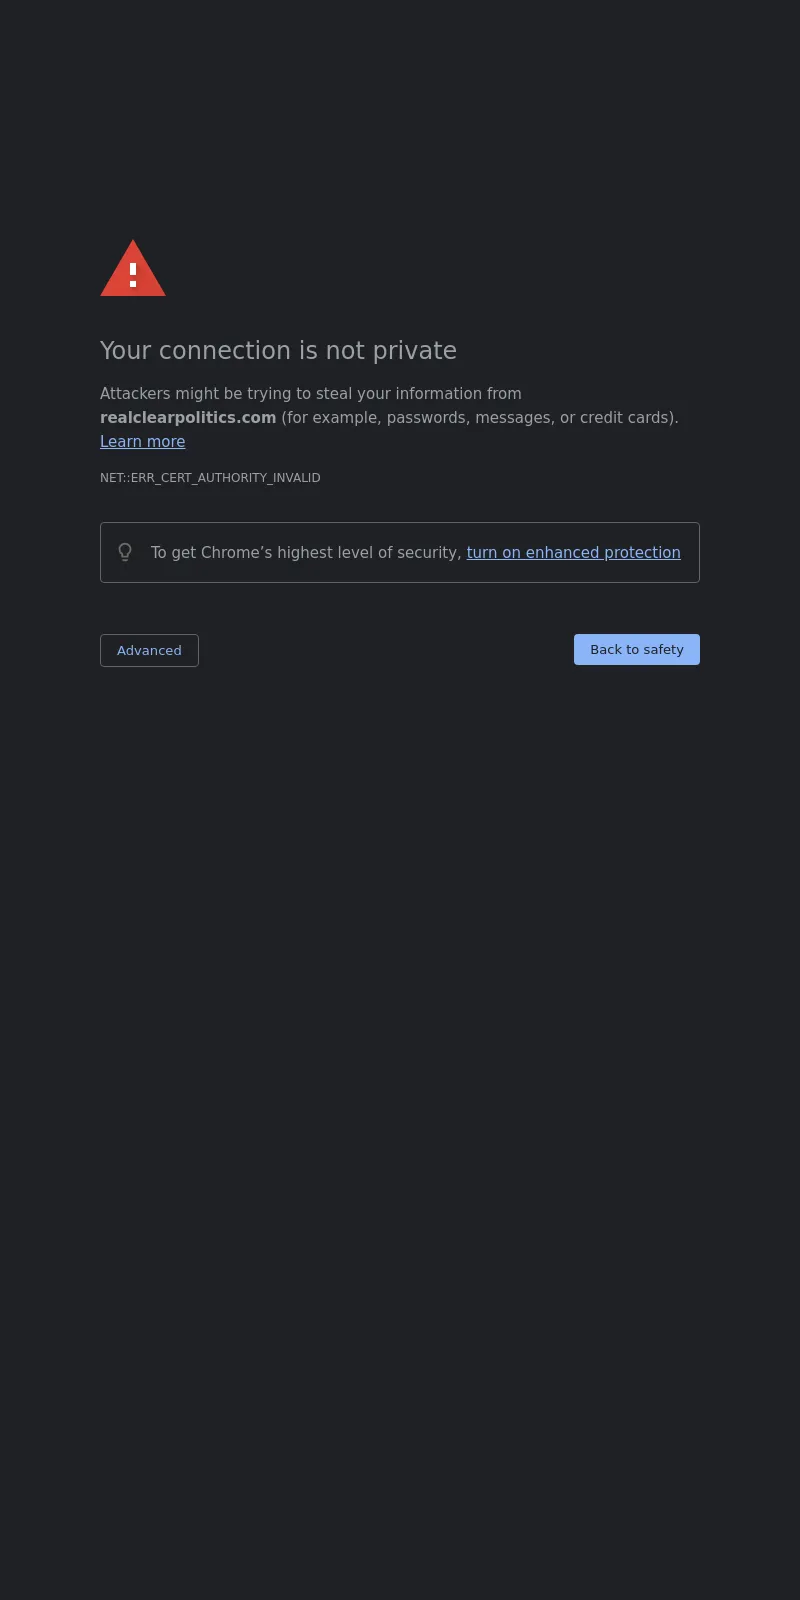 Your connection is not private
Attackers might be trying to steal your information from
realclearpolitics.com (for example, passwords, messages, or credit cards).
Learn more
NET::ERR_CERT_AUTHORITY_INVALID
To get Chrome’s highest level of security, turn on enhanced protection
Advanced
Back to safety